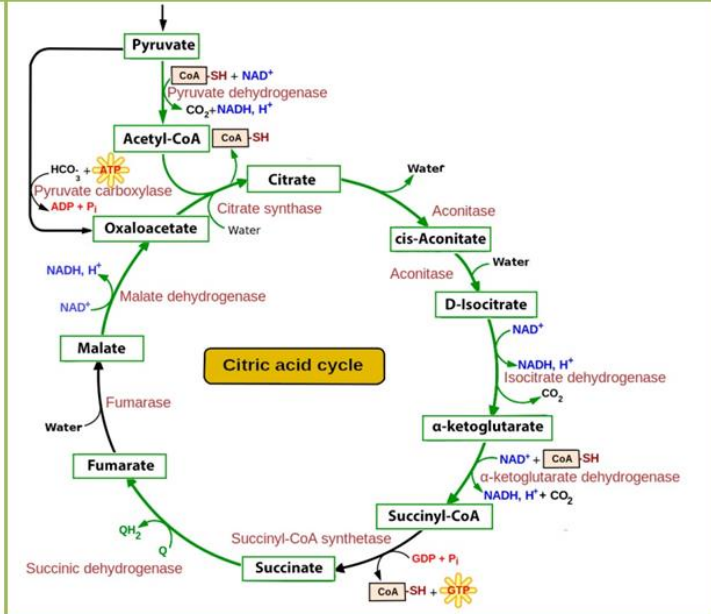 Pyruvate
CoA -SH + NAD⁺
Pyruvate dehydrogenase
CO₂+NADH, H⁺
Acetyl-CoA
CoA -SH
HCO₃⁻ + ATP
Pyruvate carboxylase
ADP + Pi
Citrate
Water
Citrate synthase
Water
Oxaloacetate
Aconitase
cis-Aconitate
Aconitase
Water
D-Isocitrate
NAD⁺
NADH, H⁺
Isocitrate dehydrogenase
CO₂
α-ketoglutarate
NAD⁺ + CoA -SH
α-ketoglutarate dehydrogenase
NADH, H⁺ + CO₂
Succinyl-CoA
Succinyl-CoA synthetase
GDP + Pi
CoA -SH + GTP
Succinate
QH₂
Q
Succinic dehydrogenase
Fumarate
Water
Fumarase
Malate
NADH, H⁺
NAD⁺
Malate dehydrogenase
Citric acid cycle